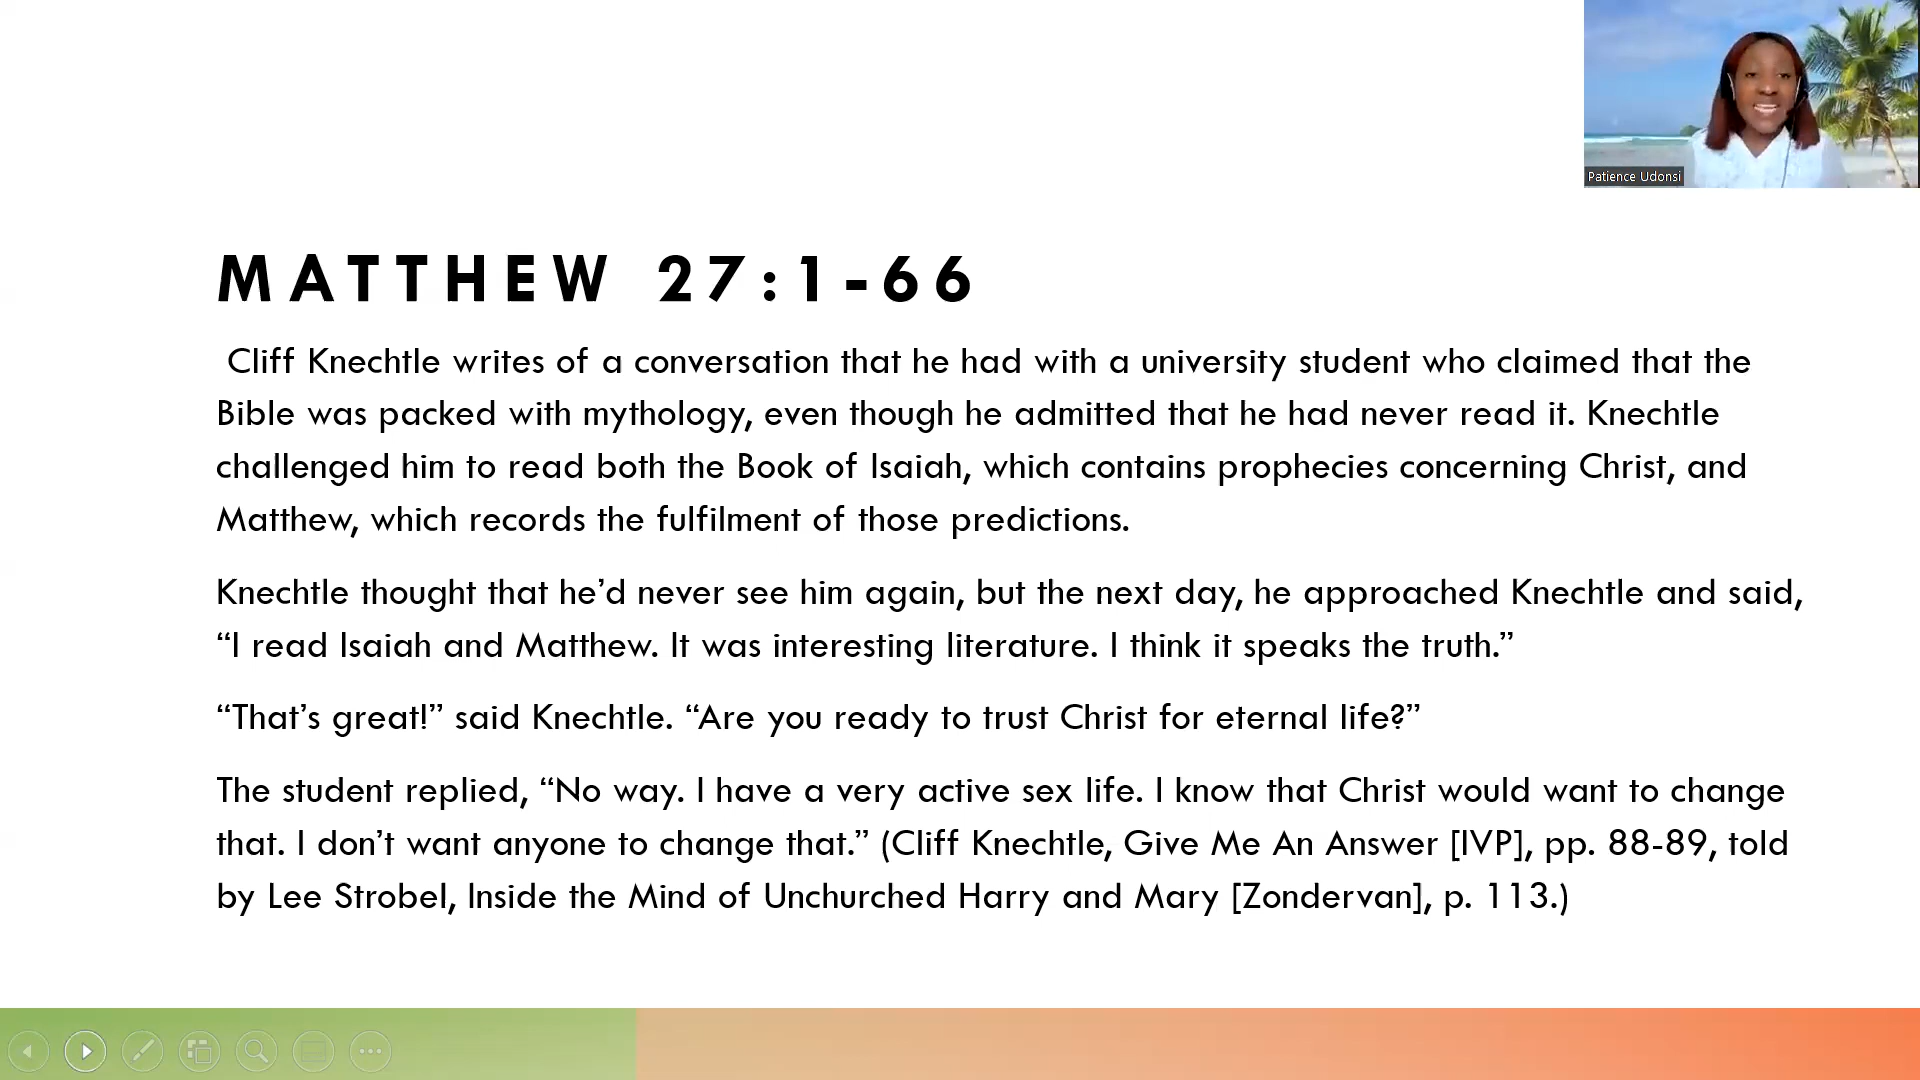 Patience Udonsi
MATTHEW 27:1-66
Cliff Knechtle writes of a conversation that he had with a university student who claimed that the
Bible was packed with mythology, even though he admitted that he had never read it. Knechtle
challenged him to read both the Book of Isaiah, which contains prophecies concerning Christ, and
Matthew, which records the fulfilment of those predictions.
Knechtle thought that he’d never see him again, but the next day, he approached Knechtle and said,
“I read Isaiah and Matthew. It was interesting literature. I think it speaks the truth.”
“That’s great!” said Knechtle. “Are you ready to trust Christ for eternal life?”
The student replied, “No way. I have a very active sex life. I know that Christ would want to change
that. I don’t want anyone to change that.” (Cliff Knechtle, Give Me An Answer [IVP], pp. 88-89, told
by Lee Strobel, Inside the Mind of Unchurched Harry and Mary [Zondervan], p. 113.)